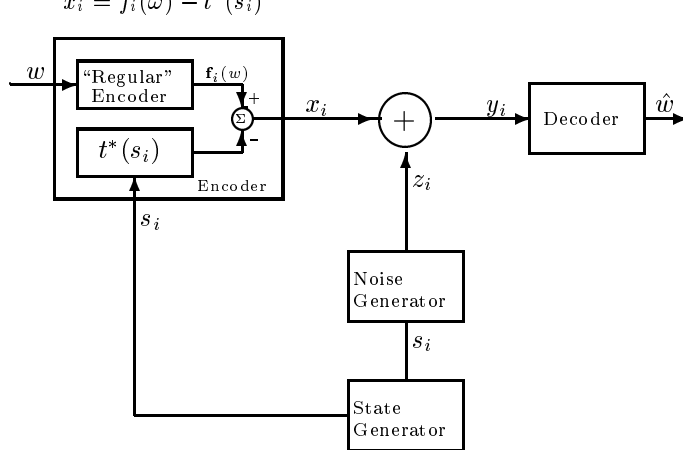 x_i = f_i(ω) − t*(s_i)
w
"Regular"
Encoder
f_i(w)
+
Σ
−
t*(s_i)
Encoder
s_i
x_i
+
y_i
Decoder
ŵ
z_i
Noise
Generator
s_i
State
Generator